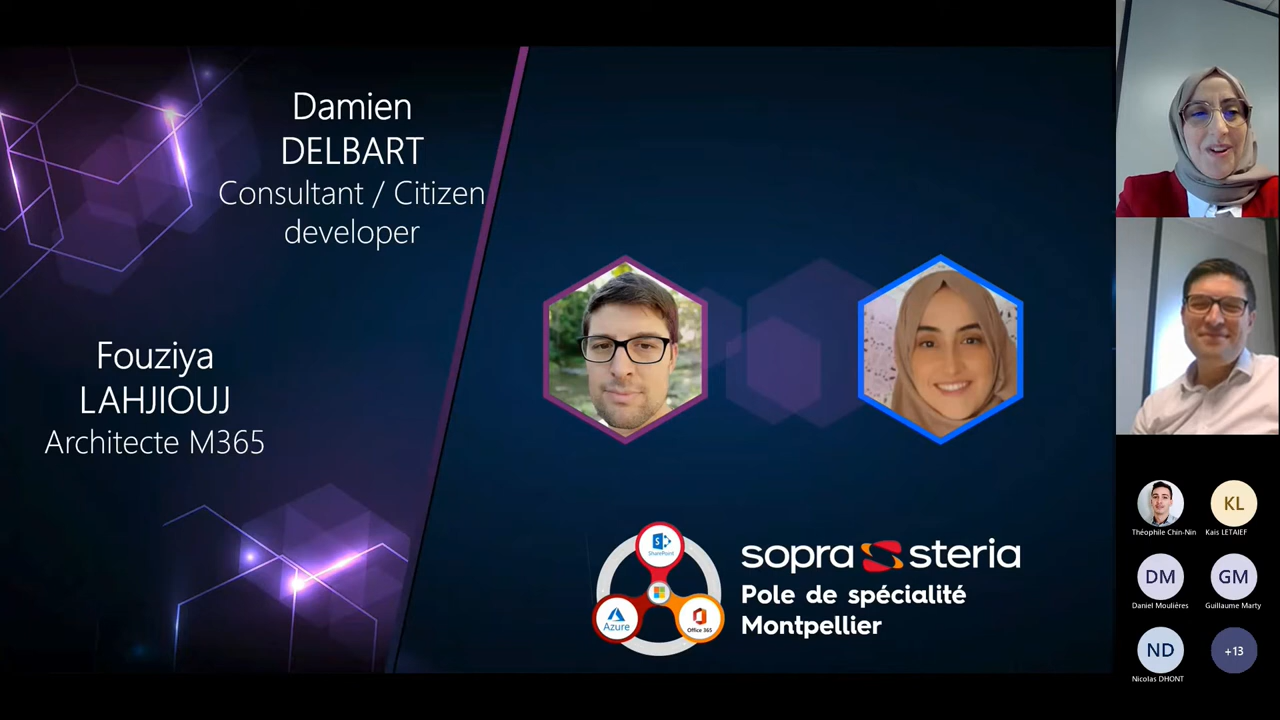 Damien
DELBART
Consultant / Citizen
developer
Fouziya
LAHJIOUJ
Architecte M365
SharePoint
Azure
Office 365
sopra steria
Pole de spécialité
Montpellier
Théophile Chin-Nin
KL
Kais LETAIEF
DM
Daniel Moulières
GM
Guillaume Marty
ND
Nicolas DHONT
+13